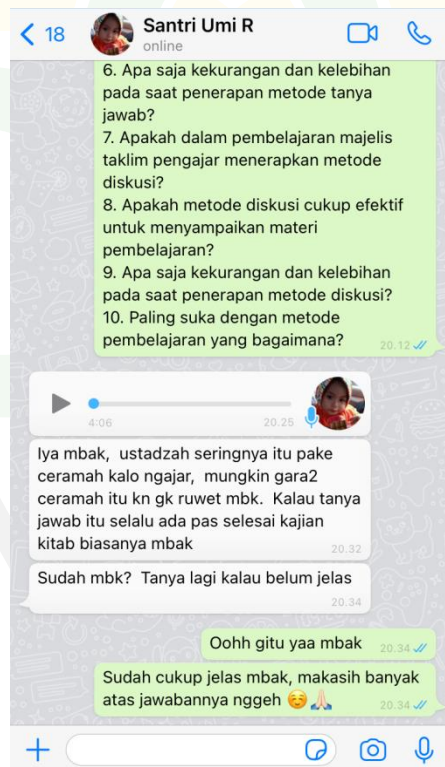 18
Santri Umi R
online
6. Apa saja kekurangan dan kelebihan
pada saat penerapan metode tanya
jawab?
7. Apakah dalam pembelajaran majelis
taklim pengajar menerapkan metode
diskusi?
8. Apakah metode diskusi cukup efektif
untuk menyampaikan materi
pembelajaran?
9. Apa saja kekurangan dan kelebihan
pada saat penerapan metode diskusi?
10. Paling suka dengan metode
pembelajaran yang bagaimana?
20.12
4:06
20.25
Iya mbak, ustadzah seringnya itu pake
ceramah kalo ngajar, mungkin gara2
ceramah itu kn gk ruwet mbk. Kalau tanya
jawab itu selalu ada pas selesai kajian
kitab biasanya mbak
20.32
Sudah mbk? Tanya lagi kalau belum jelas
20.34
Oohh gitu yaa mbak
20.34
Sudah cukup jelas mbak, makasih banyak
atas jawabannya nggeh ☺️🙏🏻
20.34